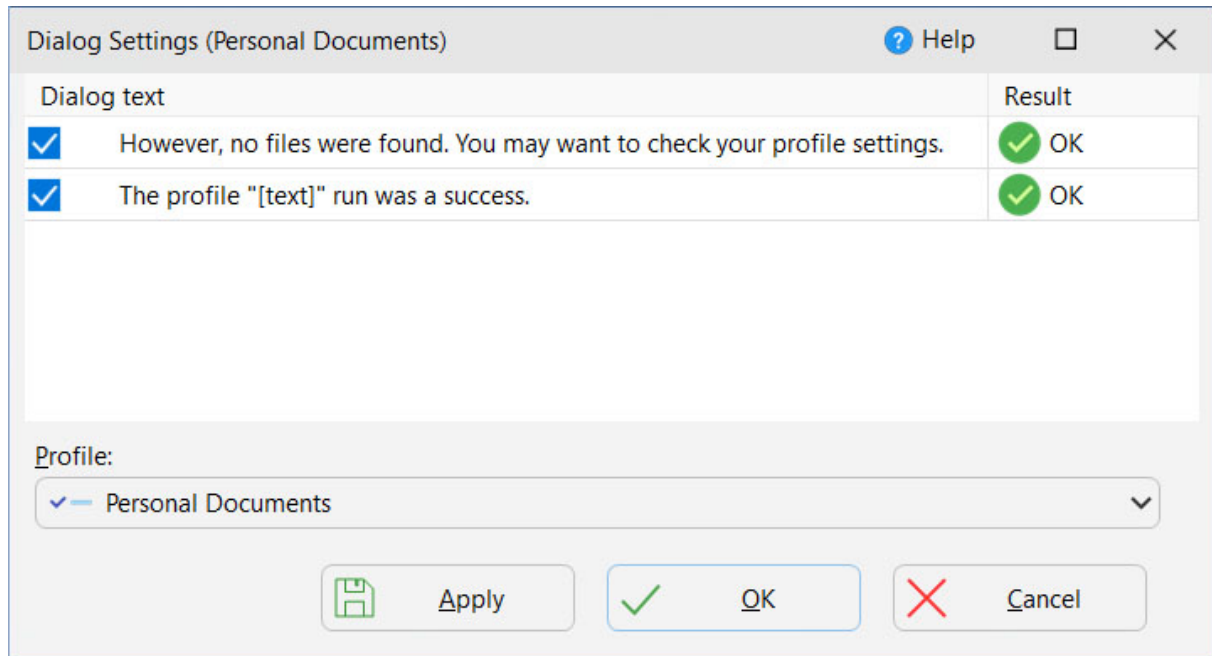 Dialog Settings (Personal Documents) Help
Dialog text Result
However, no files were found. You may want to check your profile settings. OK
The profile "[text]" run was a success. OK
Profile:
Personal Documents
Apply OK Cancel